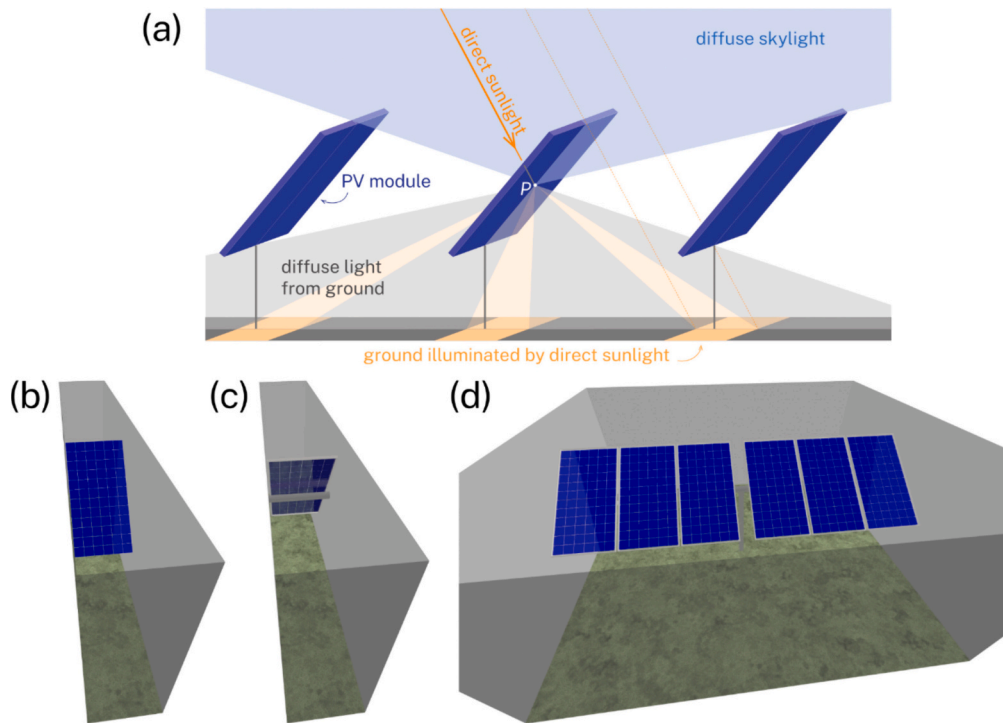 (a)
diffuse skylight
direct sunlight
P
PV module
diffuse light
from ground
ground illuminated by direct sunlight
(b)
(c)
(d)